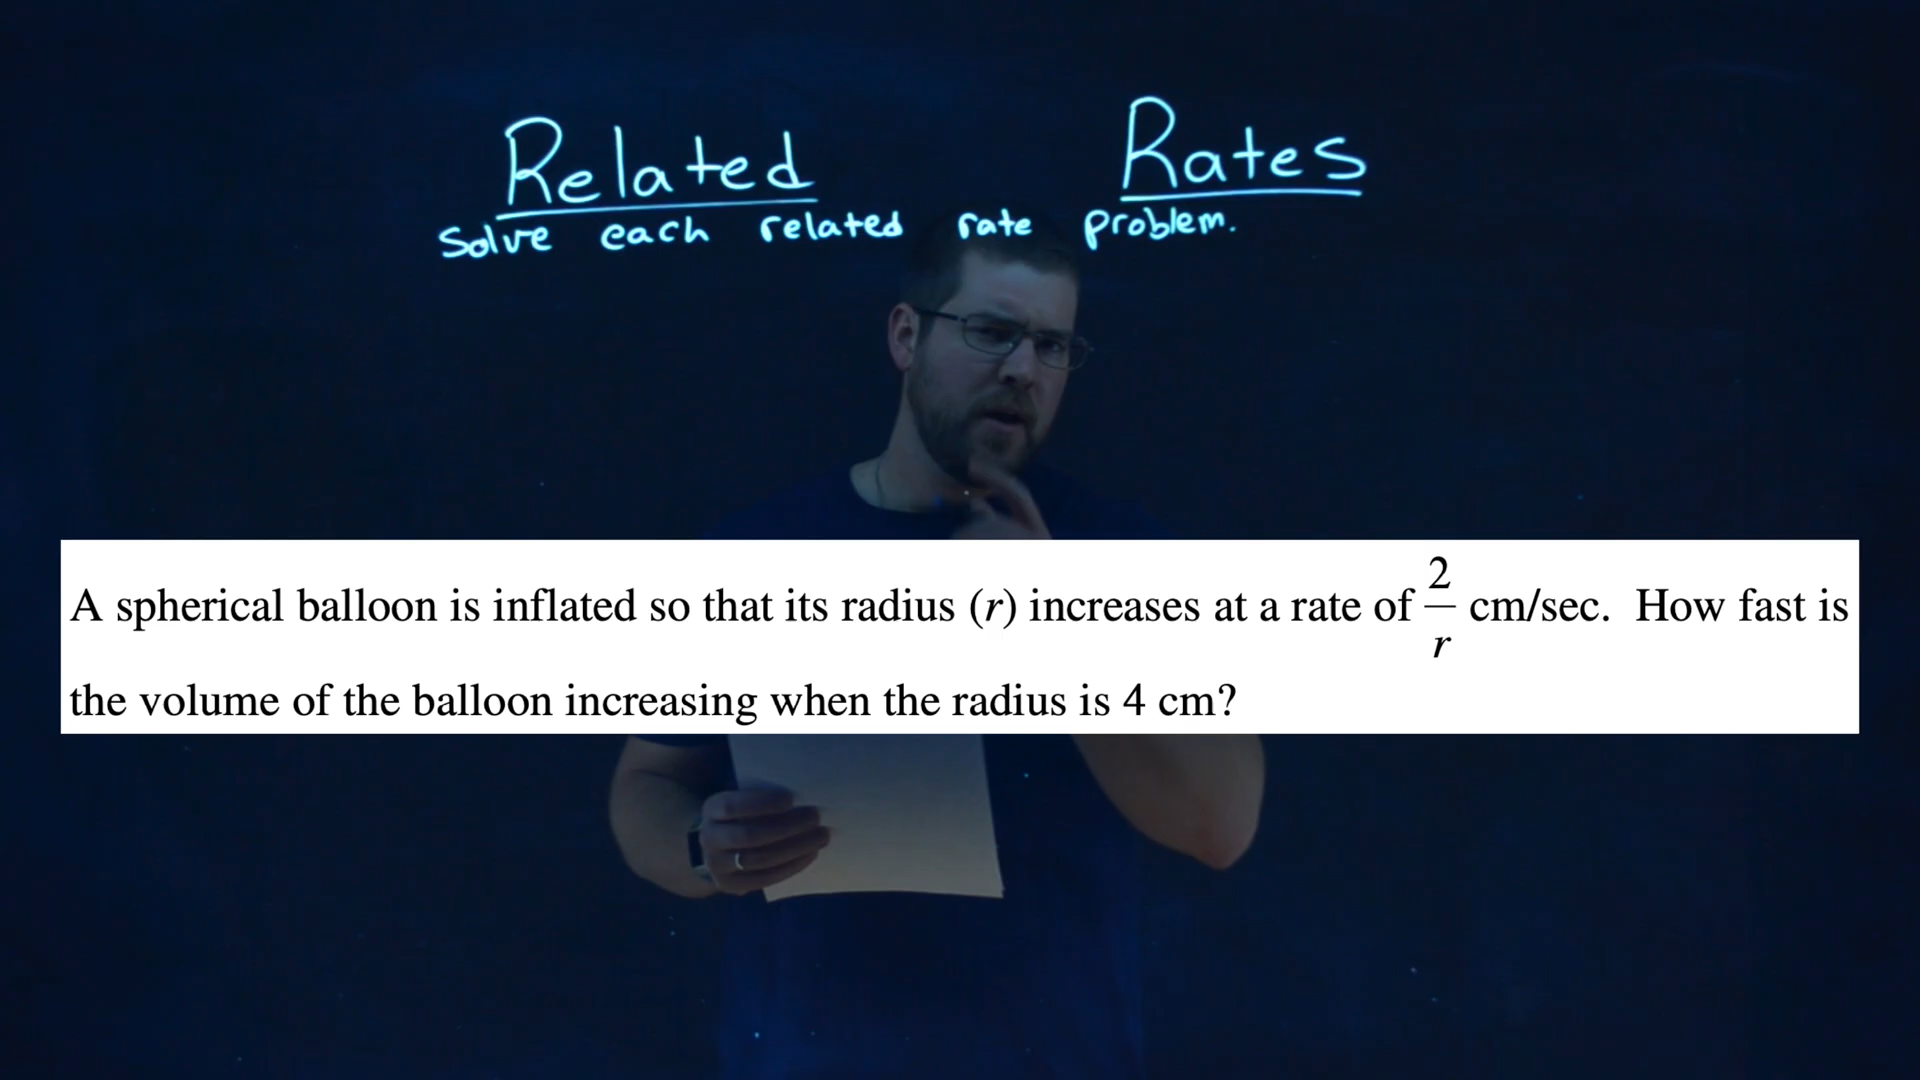 Related Rates
Solve each related rate problem.
A spherical balloon is inflated so that its radius (r) increases at a rate of 2/r cm/sec. How fast is
the volume of the balloon increasing when the radius is 4 cm?